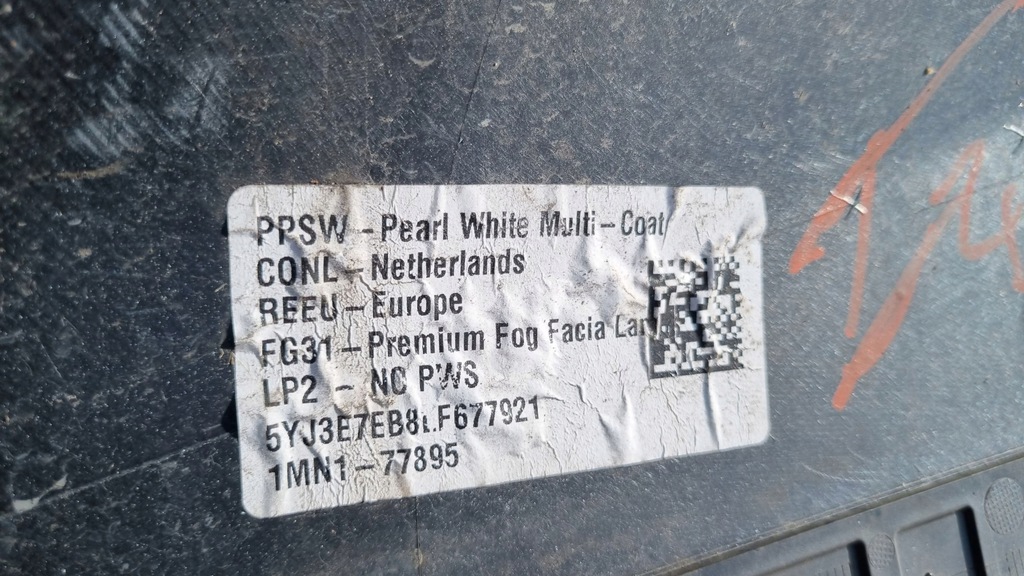 PPSW - Pearl White Multi-Coat
CONL - Netherlands
REEU - Europe
FG31 - Premium Fog Facia
LP2 - NC PWS
5YJ3E7EB8LF677921
1MN1-77895